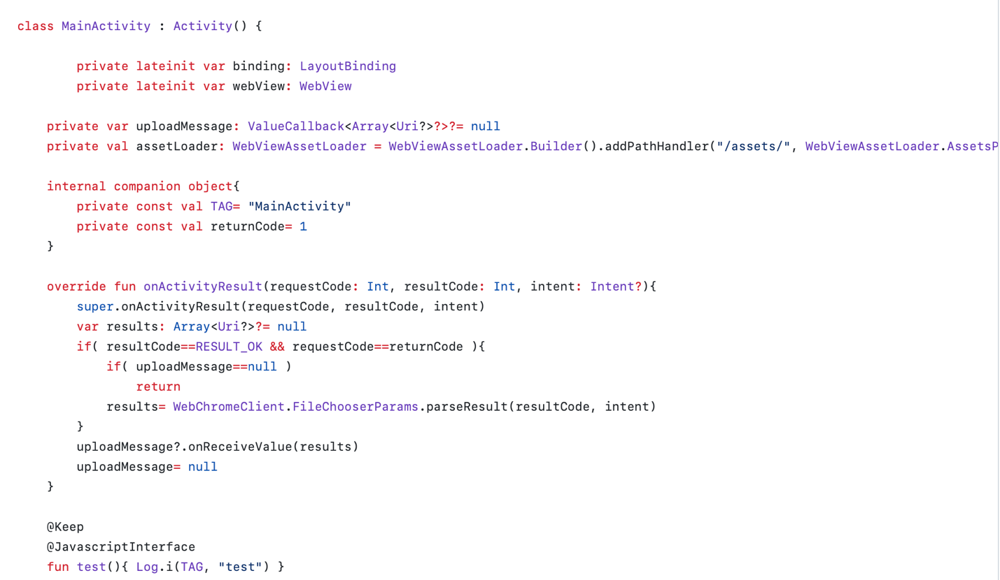 class MainActivity : Activity() {
private lateinit var binding: LayoutBinding
private lateinit var webView: WebView
private var uploadMessage: ValueCallback<Array<Uri?>?>?= null
private val assetLoader: WebViewAssetLoader = WebViewAssetLoader.Builder().addPathHandler("/assets/", WebViewAssetLoader.AssetsP
internal companion object{
private const val TAG= "MainActivity"
private const val returnCode= 1
}
override fun onActivityResult(requestCode: Int, resultCode: Int, intent: Intent?){
super.onActivityResult(requestCode, resultCode, intent)
var results: Array<Uri?>?= null
if( resultCode==RESULT_OK && requestCode==returnCode ){
if( uploadMessage==null )
return
results= WebChromeClient.FileChooserParams.parseResult(resultCode, intent)
}
uploadMessage?.onReceiveValue(results)
uploadMessage= null
}
@Keep
@JavascriptInterface
fun test(){ Log.i(TAG, "test") }